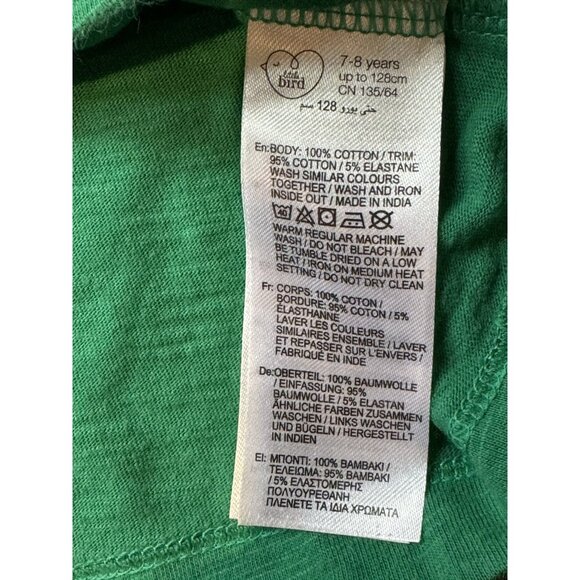 little
bird
7-8 years
up to 128cm
CN 135/64
حتى يورو 128 سم
En:BODY: 100% COTTON / TRIM:
95% COTTON / 5% ELASTANE
WASH SIMILAR COLOURS
TOGETHER / WASH AND IRON
INSIDE OUT / MADE IN INDIA
40
WARM REGULAR MACHINE
WASH / DO NOT BLEACH / MAY
BE TUMBLE DRIED ON A LOW
HEAT / IRON ON MEDIUM HEAT
SETTING / DO NOT DRY CLEAN
Fr: CORPS: 100% COTON /
BORDURE: 95% COTON / 5%
ÉLASTHANNE
LAVER LES COULEURS
SIMILAIRES ENSEMBLE / LAVER
ET REPASSER SUR L'ENVERS /
FABRIQUÉ EN INDE
De:OBERTEIL: 100% BAUMWOLLE
/ EINFASSUNG: 95%
BAUMWOLLE / 5% ELASTAN
ÄHNLICHE FARBEN ZUSAMMEN
WASCHEN / LINKS WASCHEN
UND BÜGELN / HERGESTELLT
IN INDIEN
El: ΜΠΟΝΤΙ: 100% ΒΑΜΒΑΚΙ /
ΤΕΛΕΙΩΜΑ: 95% ΒΑΜΒΑΚΙ
/ 5% ΕΛΑΣΤΟΜΕΡΗΣ
ΠΟΛΥΟΥΡΕΘΑΝΗ
ΠΛΕΝΕΤΕ ΤΑ ΙΔΙΑ ΧΡΩΜΑΤΑ